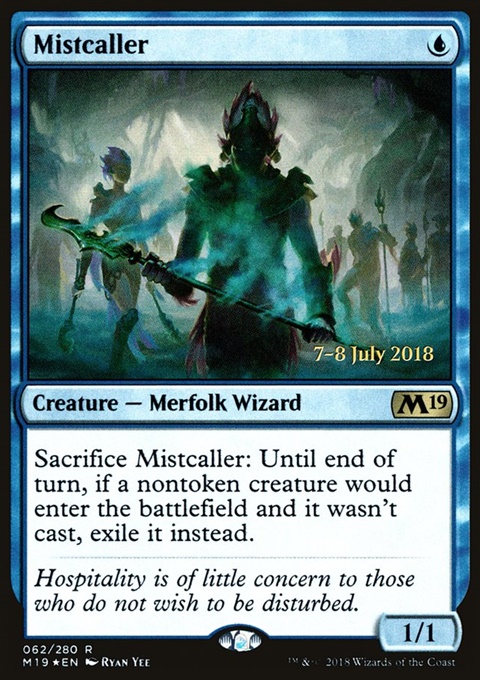 Mistcaller
7-8 July 2018
Creature — Merfolk Wizard
M19
Sacrifice Mistcaller: Until end of
turn, if a nontoken creature would
enter the battlefield and it wasn't
cast, exile it instead.
Hospitality is of little concern to those
who do not wish to be disturbed.
1/1
062/280 R
M19★EN Ryan Yee
™ & © 2018 Wizards of the Coast